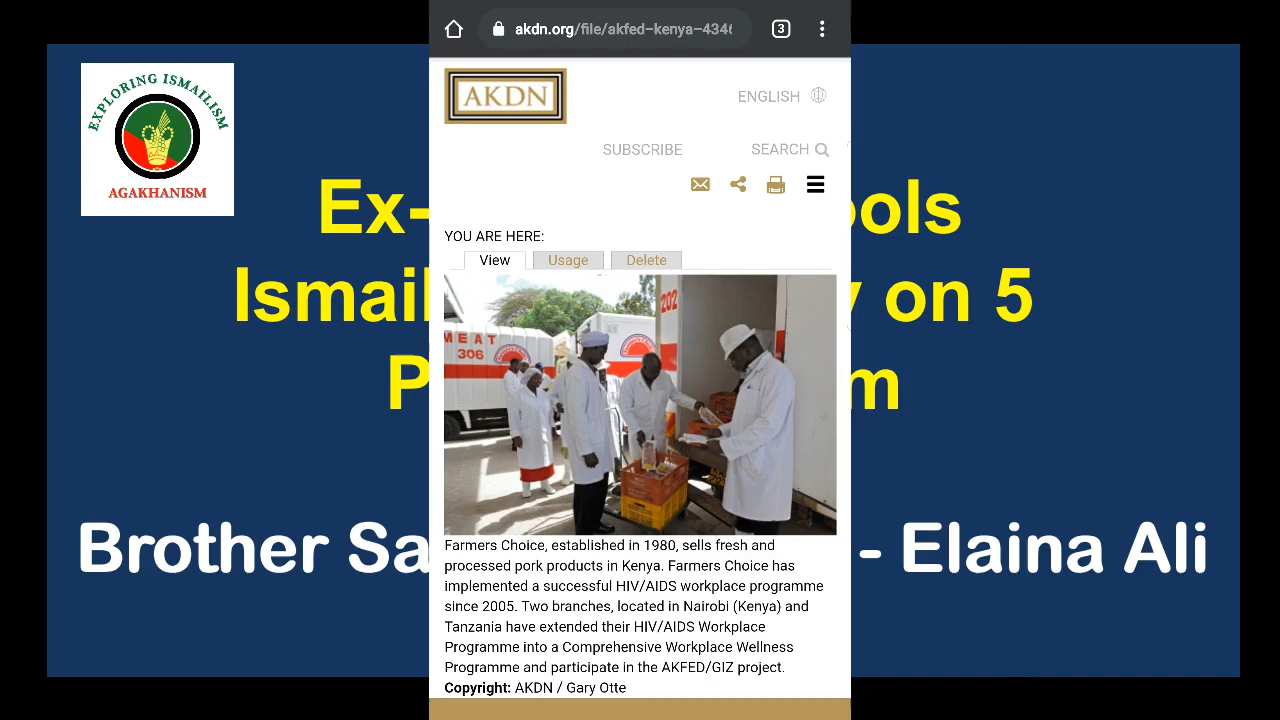 akdn.org/file/akfed-kenya-434
3
EXPLORING ISMAILISM
AGAKHANISM
AKDN
ENGLISH
SUBSCRIBE
SEARCH
Ex-
ools
Ismail
on 5
P
m
Brother Sa
- Elaina Ali
YOU ARE HERE:
View
Usage
Delete
MEAT
306
202
Farmers Choice, established in 1980, sells fresh and
processed pork products in Kenya. Farmers Choice has
implemented a successful HIV/AIDS workplace programme
since 2005. Two branches, located in Nairobi (Kenya) and
Tanzania have extended their HIV/AIDS Workplace
Programme into a Comprehensive Workplace Wellness
Programme and participate in the AKFED/GIZ project.
Copyright: AKDN / Gary Otte